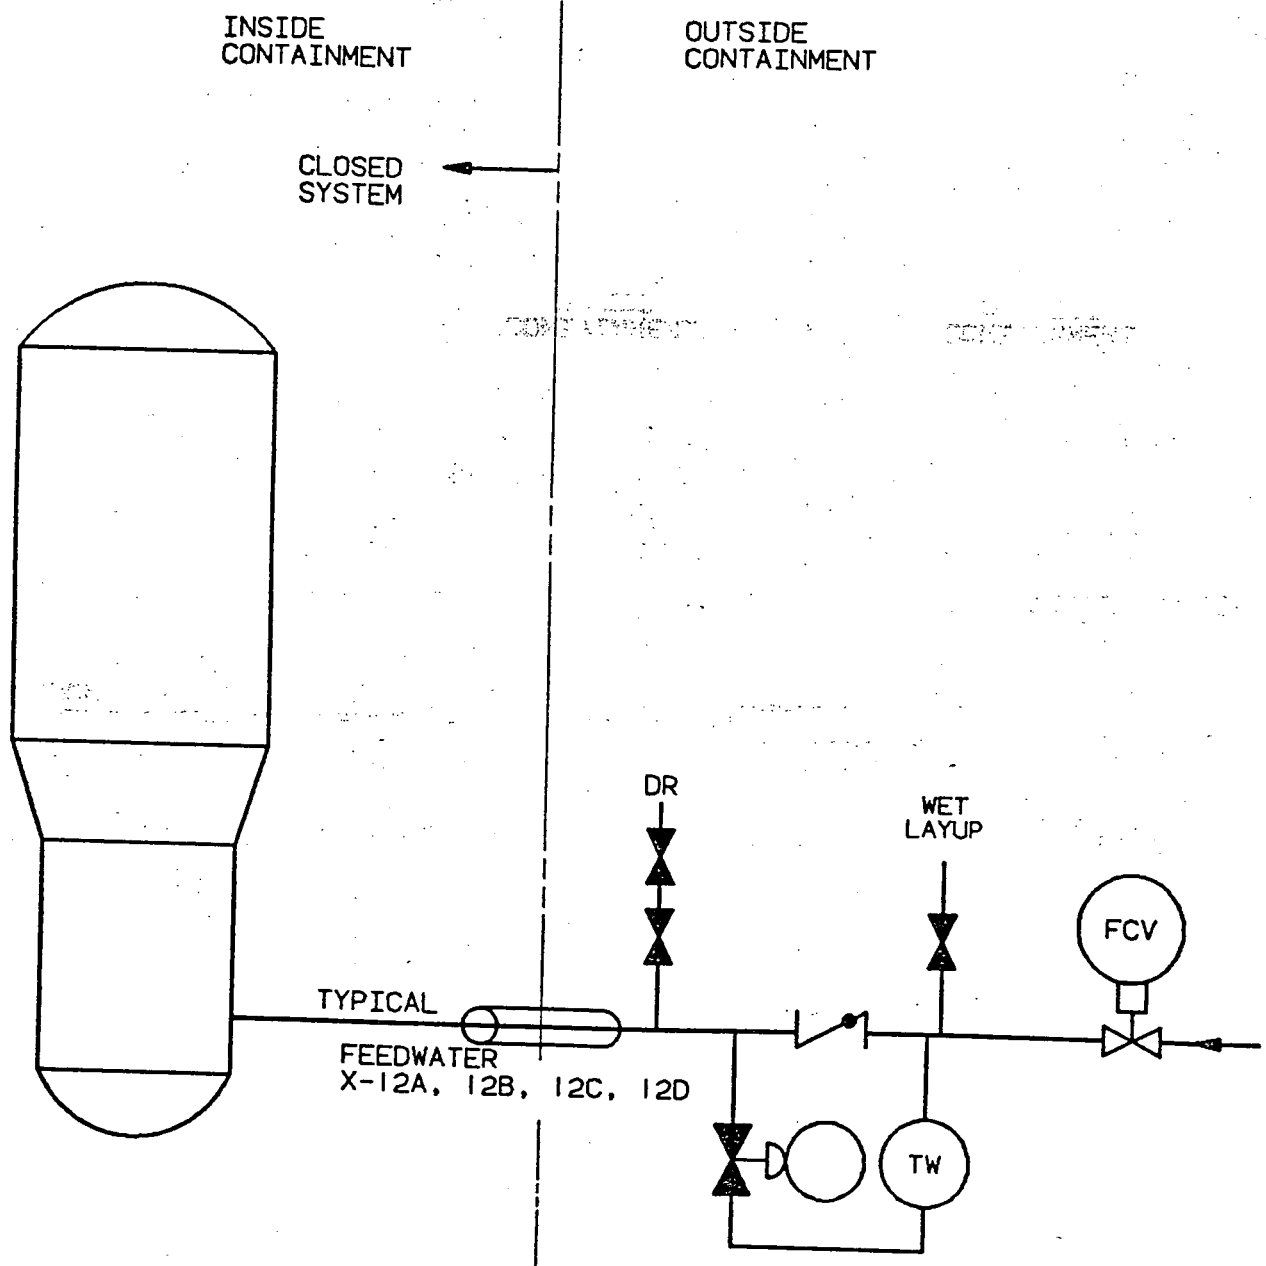 INSIDE
CONTAINMENT
OUTSIDE
CONTAINMENT
CLOSED
SYSTEM
DR
WET
LAYUP
FCV
TYPICAL
FEEDWATER
X-12A, 12B, 12C, 12D
TW